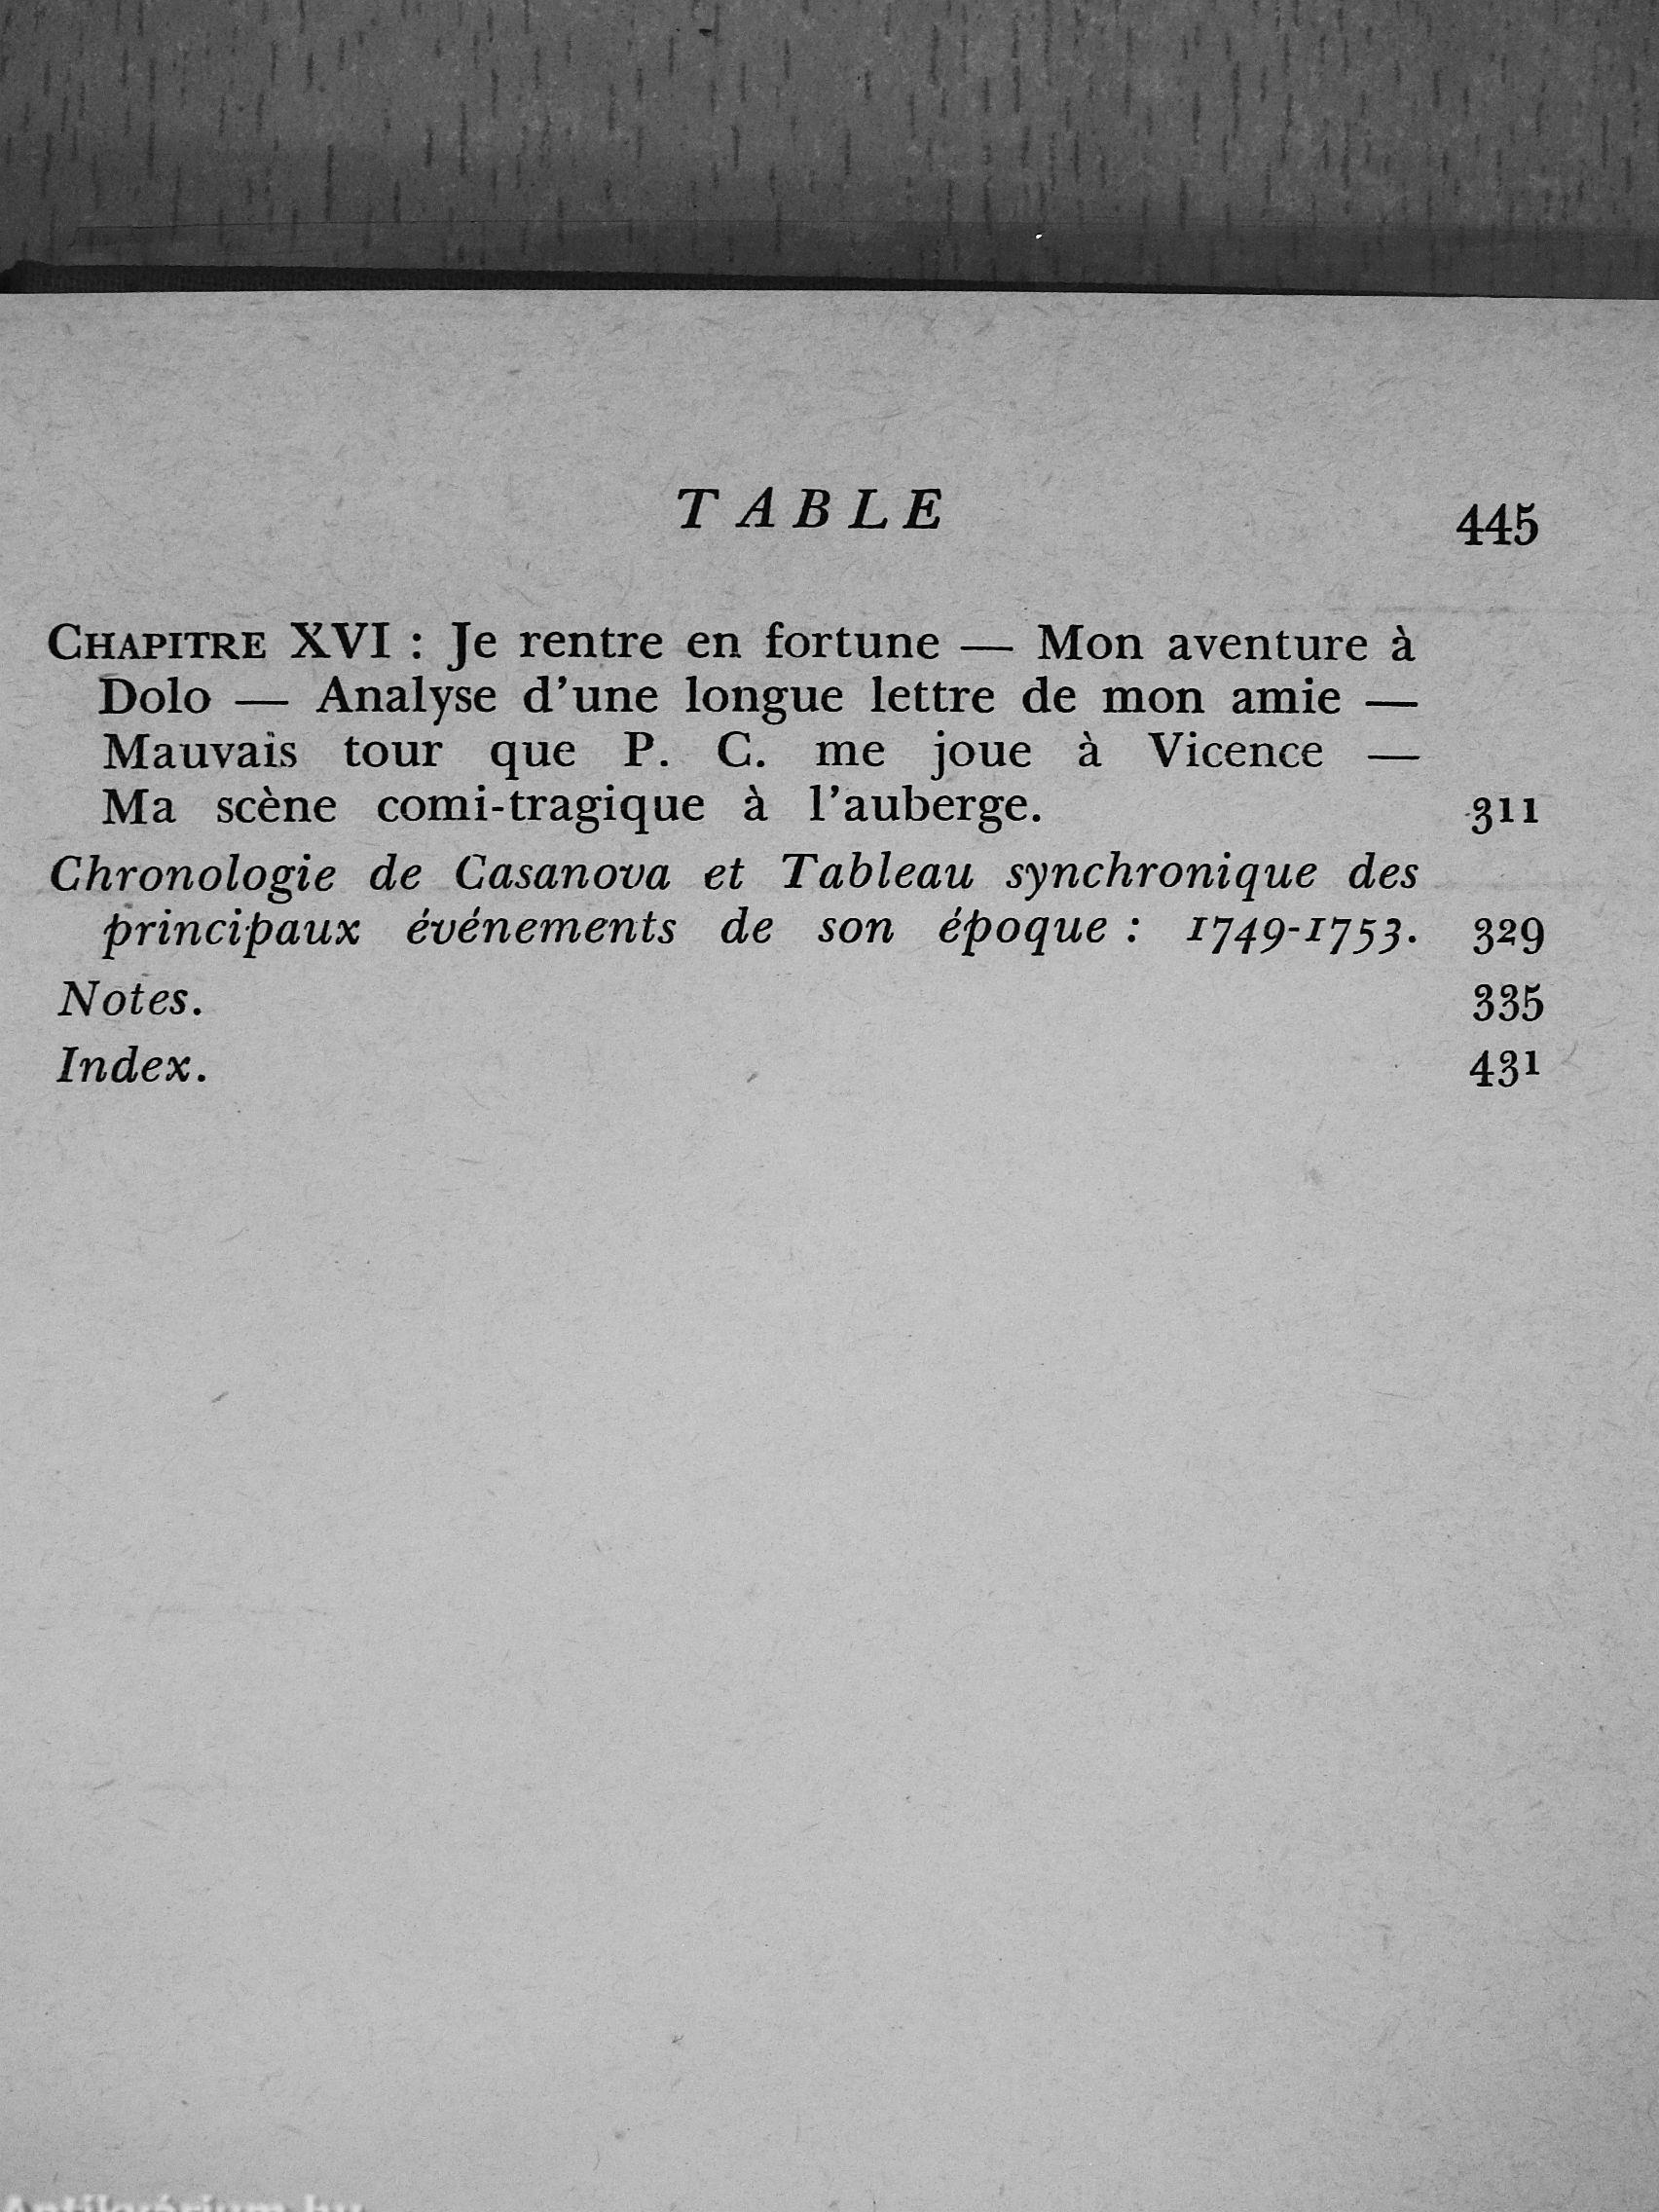 TABLE 445
CHAPITRE XVI : Je rentre en fortune — Mon aventure à
Dolo — Analyse d'une longue lettre de mon amie —
Mauvais tour que P. C. me joue à Vicence —
Ma scène comi-tragique à l'auberge. 311
Chronologie de Casanova et Tableau synchronique des
principaux événements de son époque : 1749-1753. 329
Notes. 335
Index. 431